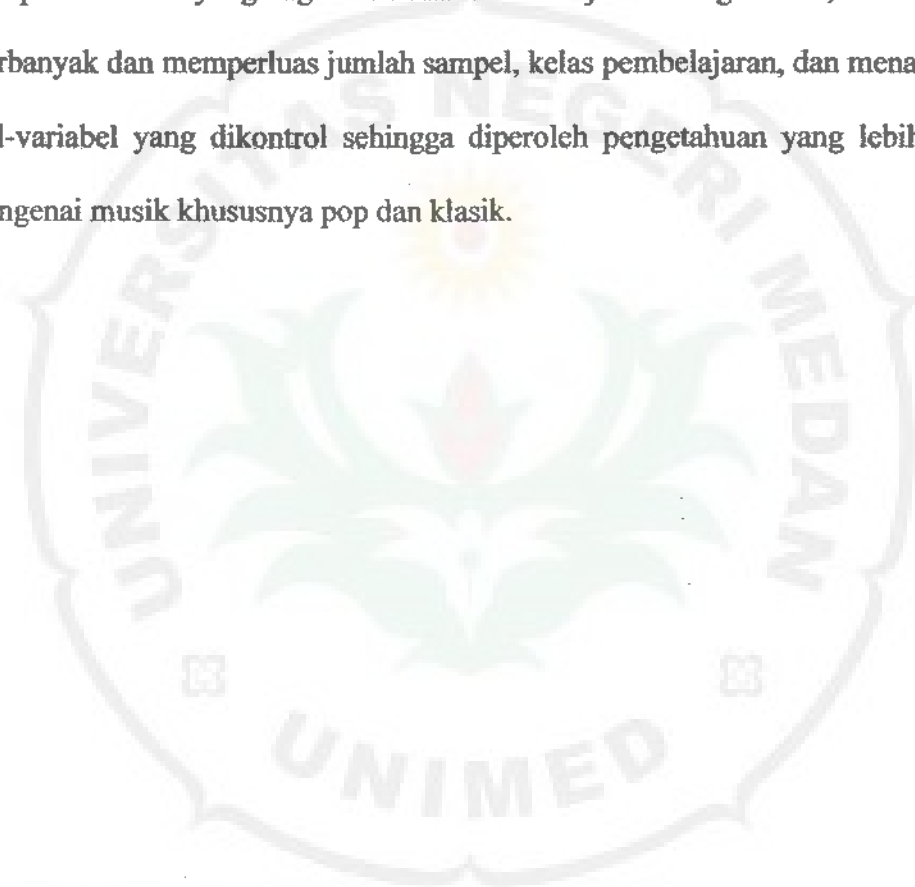 rbanyak dan memperluas jumlah sampel, kelas pembelajaran, dan mena
l-variabel yang dikontrol sehingga diperoleh pengetahuan yang lebih
ngenai musik khususnya pop dan klasik.
UNIVERSITAS NEGERI MEDAN
UNIMED